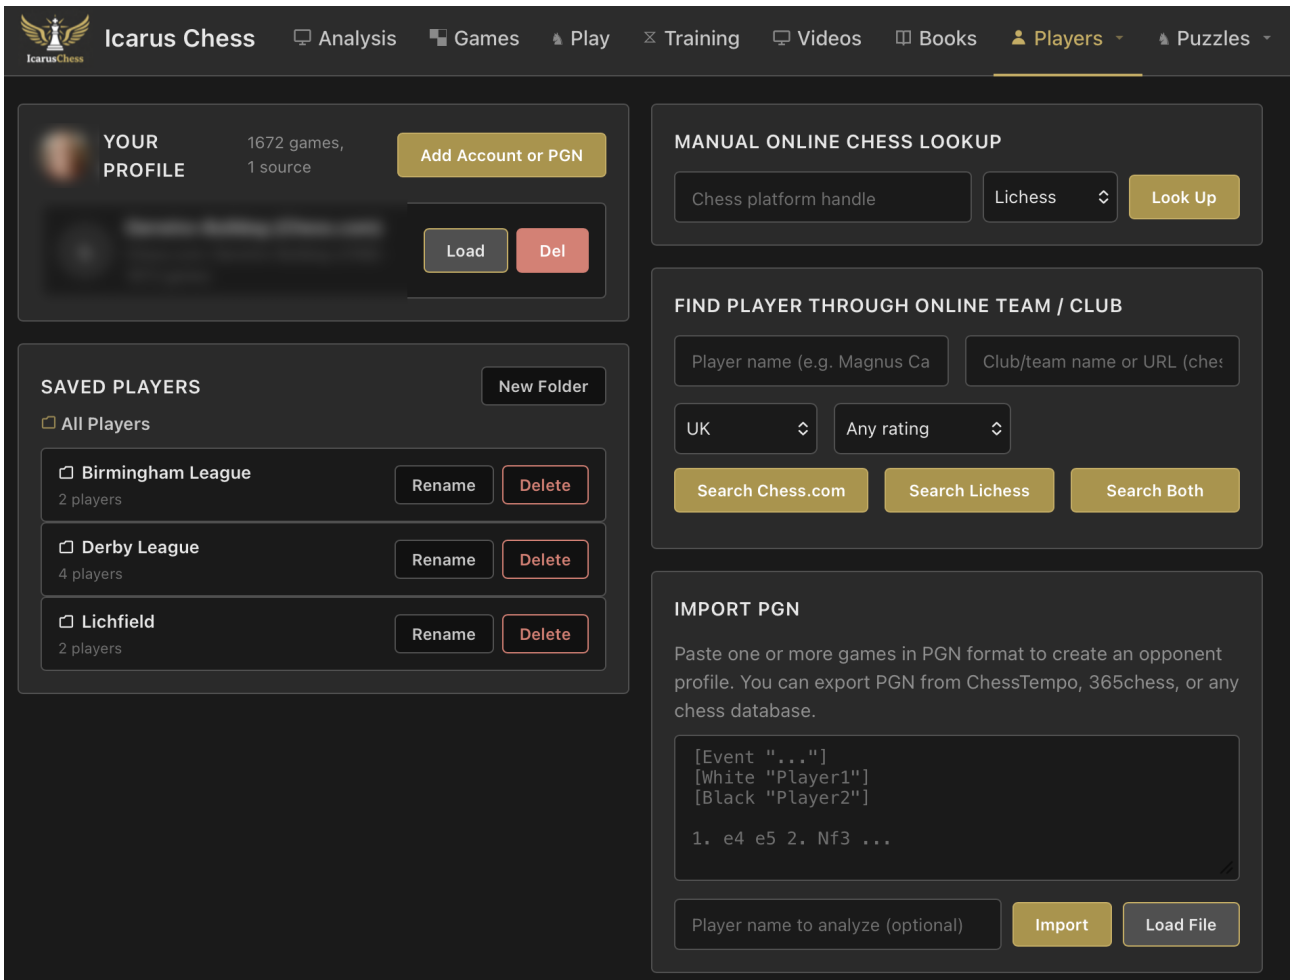 IcarusChess
Icarus Chess
Analysis
Games
Play
Training
Videos
Books
Players
Puzzles
YOUR
PROFILE
1672 games,
1 source
Add Account or PGN
Load
Del
SAVED PLAYERS
New Folder
All Players
Birmingham League
2 players
Rename
Delete
Derby League
4 players
Rename
Delete
Lichfield
2 players
Rename
Delete
MANUAL ONLINE CHESS LOOKUP
Chess platform handle
Lichess
Look Up
FIND PLAYER THROUGH ONLINE TEAM / CLUB
Player name (e.g. Magnus Ca
Club/team name or URL (ches
UK
Any rating
Search Chess.com
Search Lichess
Search Both
IMPORT PGN
Paste one or more games in PGN format to create an opponent
profile. You can export PGN from ChessTempo, 365chess, or any
chess database.
[Event "..."]
[White "Player1"]
[Black "Player2"]
1. e4 e5 2. Nf3 ...
Player name to analyze (optional)
Import
Load File